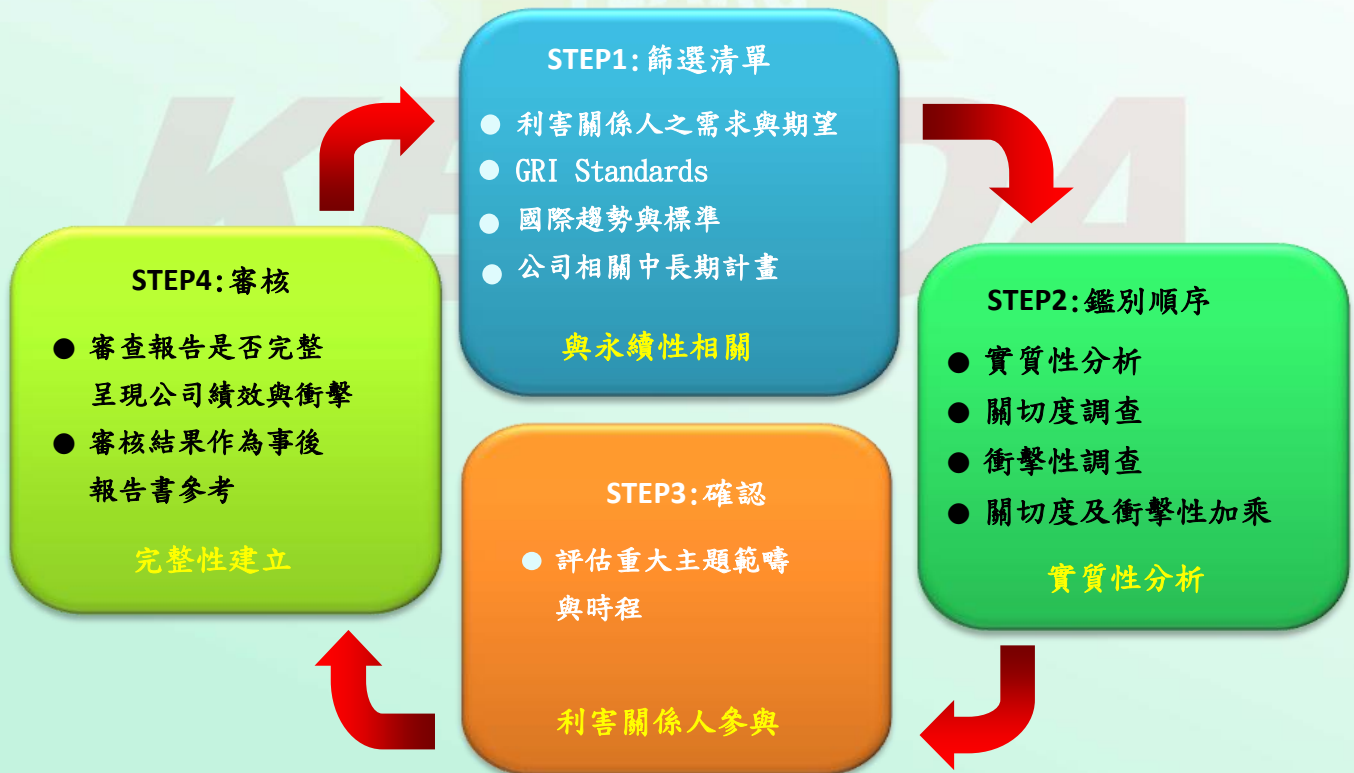 STEP1:篩選清單
● 利害關係人之需求與期望
● GRI Standards
● 國際趨勢與標準
● 公司相關中長期計畫
與永續性相關
STEP2:鑑別順序
● 實質性分析
● 關切度調查
● 衝擊性調查
● 關切度及衝擊性加乘
實質性分析
STEP3:確認
● 評估重大主題範疇
與時程
利害關係人參與
STEP4:審核
● 審查報告是否完整
呈現公司績效與衝擊
● 審核結果作為事後
報告書參考
完整性建立